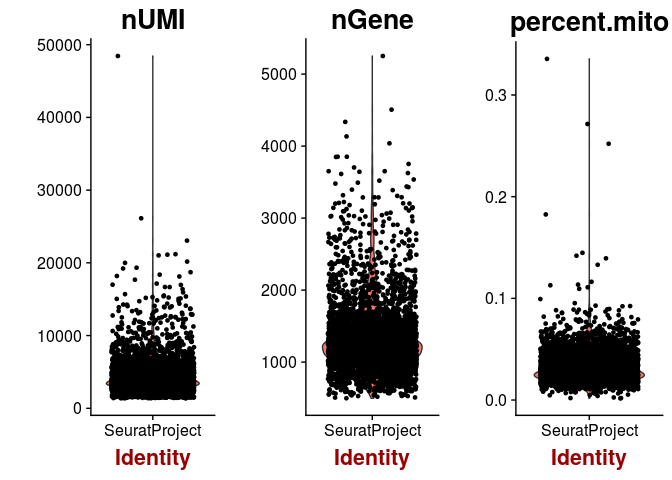 nUMI
50000
40000
30000
20000
10000
0
SeuratProject
Identity
nGene
5000
4000
3000
2000
1000
SeuratProject
Identity
percent.mito
0.3
0.2
0.1
0.0
SeuratProject
Identity